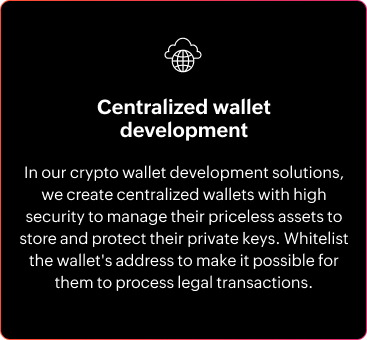 Centralized wallet
development
In our crypto wallet development solutions,
we create centralized wallets with high
security to manage their priceless assets to
store and protect their private keys. Whitelist
the wallet's address to make it possible for
them to process legal transactions.